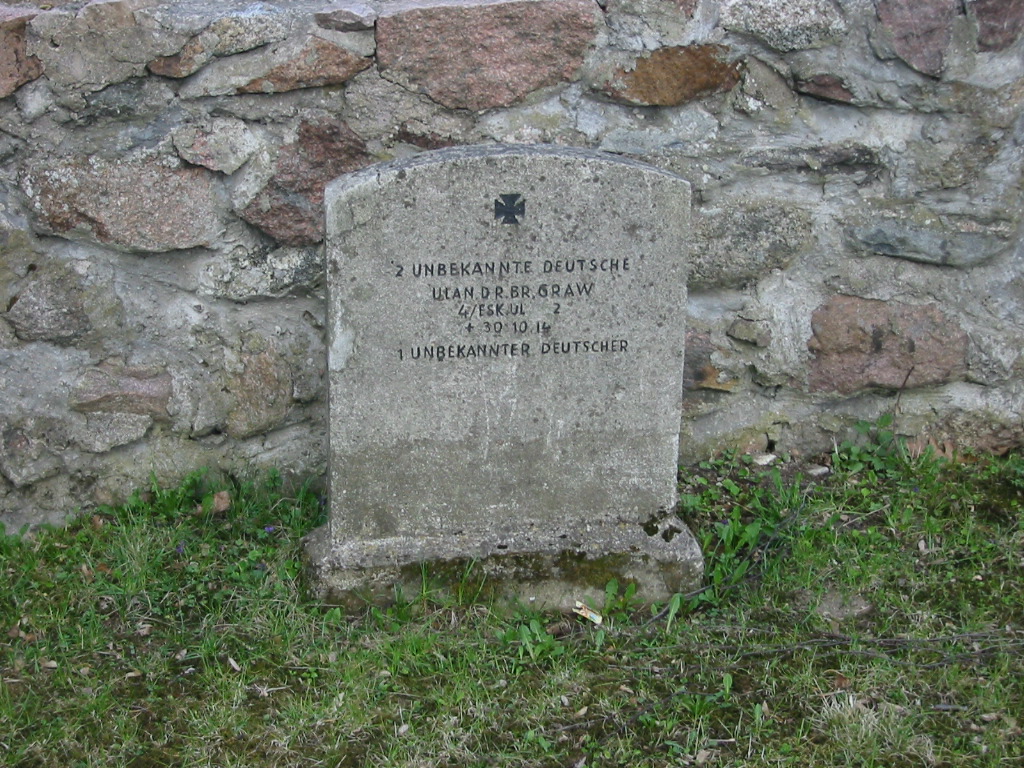 2 UNBEKANNTE DEUTSCHE
ULAN D.R. BR. GRAW
4/ESK.UL 2
+ 30 10.14
1 UNBEKANNTER DEUTSCHER